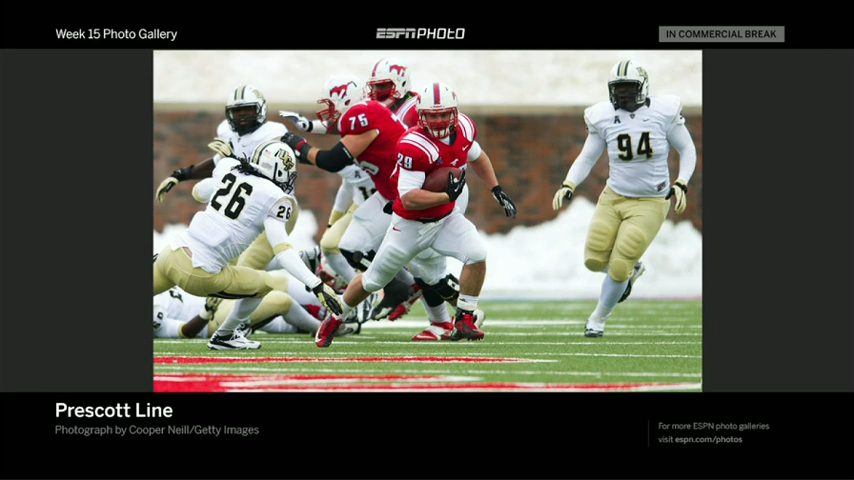 Week 15 Photo Gallery
ESPN PHOTO
IN COMMERCIAL BREAK
75
29
94
26
26
UCF
Prescott Line
Photograph by Cooper Neill/Getty Images
For more ESPN photo galleries
visit espn.com/photos